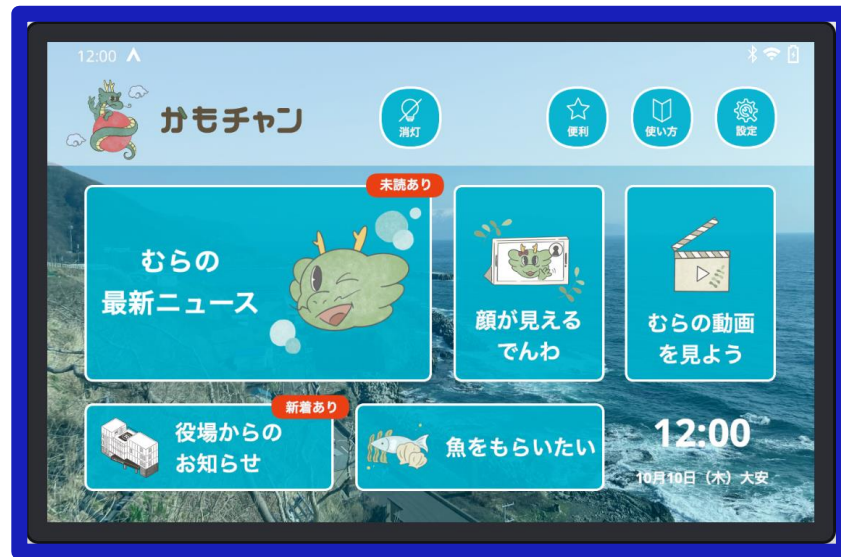 12:00
かもチャン
消灯
便利
使い方
設定
未読あり
むらの
最新ニュース
顔が見える
でんわ
むらの動画
を見よう
新着あり
役場からの
お知らせ
魚をもらいたい
12:00
10月10日（木）大安